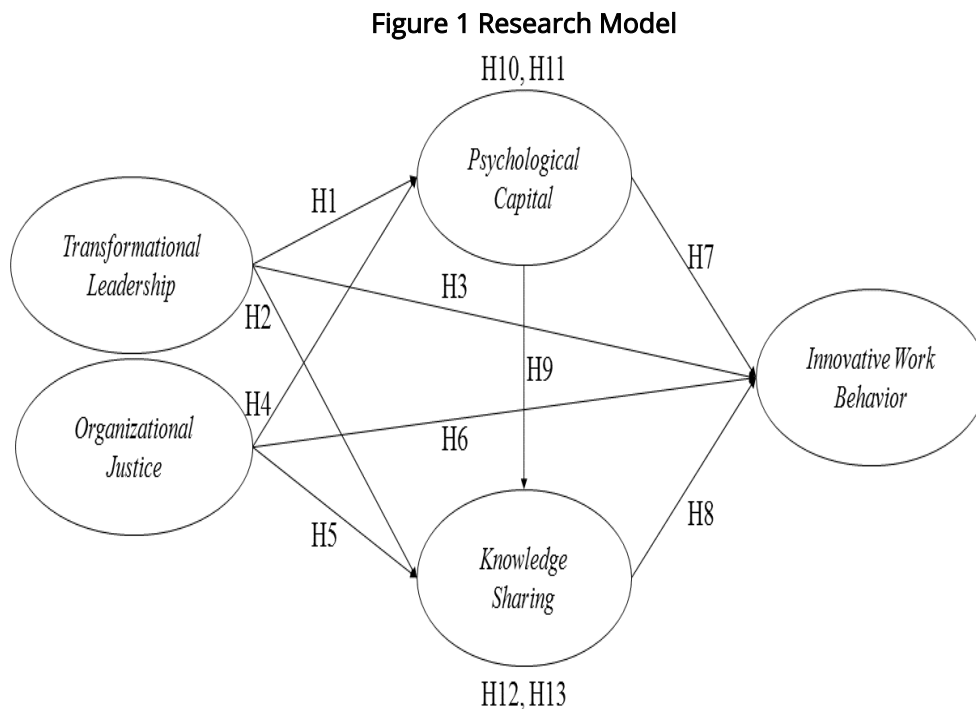 Figure 1 Research Model
H10, H11
Psychological
Capital
H1
Transformational
Leadership
H7
H3
H2
Innovative Work
Behavior
H9
H4
Organizational
Justice
H6
H8
H5
Knowledge
Sharing
H12, H13